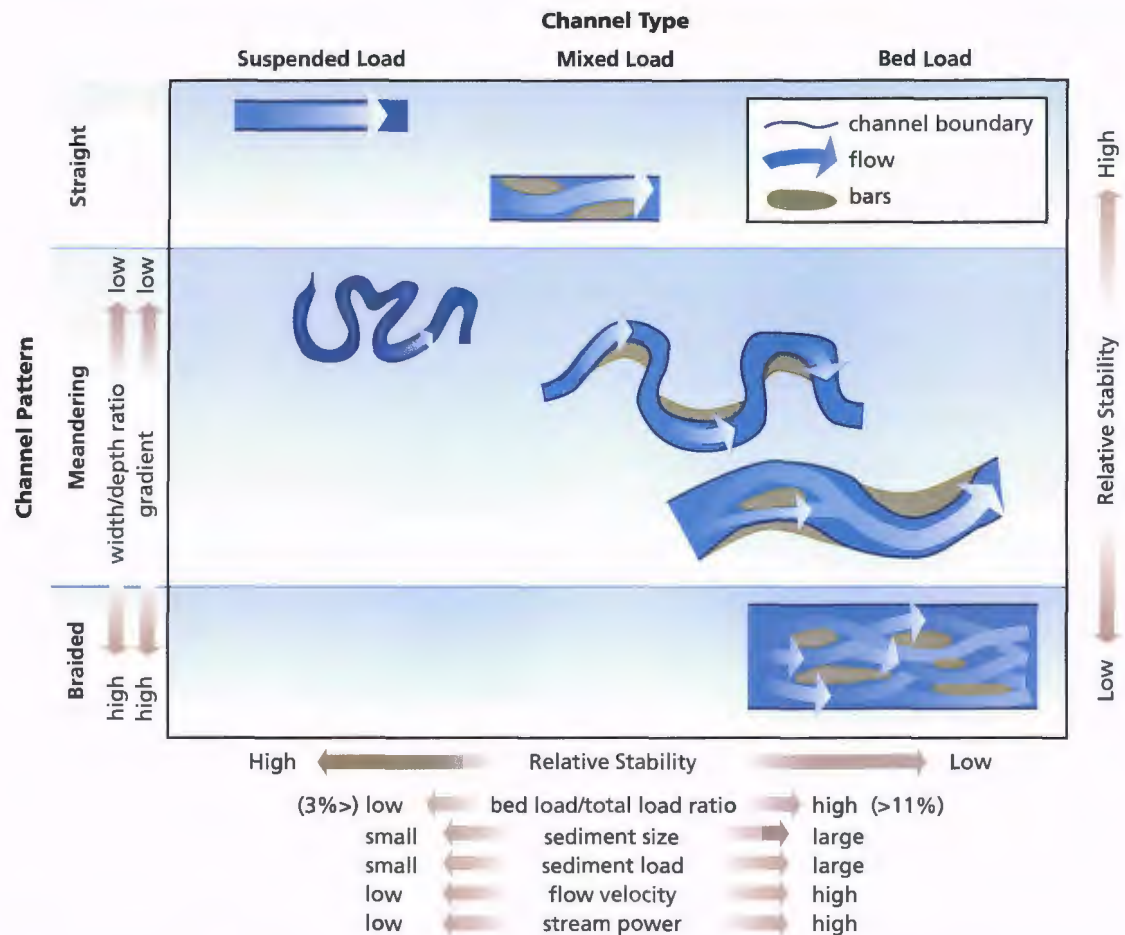 Channel Type
Suspended Load Mixed Load Bed Load
channel boundary
flow
bars
Channel Pattern
Straight
Meandering
Braided
low low
width/depth ratio
gradient
high
high
High
Relative Stability
Low
High Relative Stability Low
(3%>) low bed load/total load ratio high (>11%)
small sediment size large
small sediment load large
low flow velocity high
low stream power high